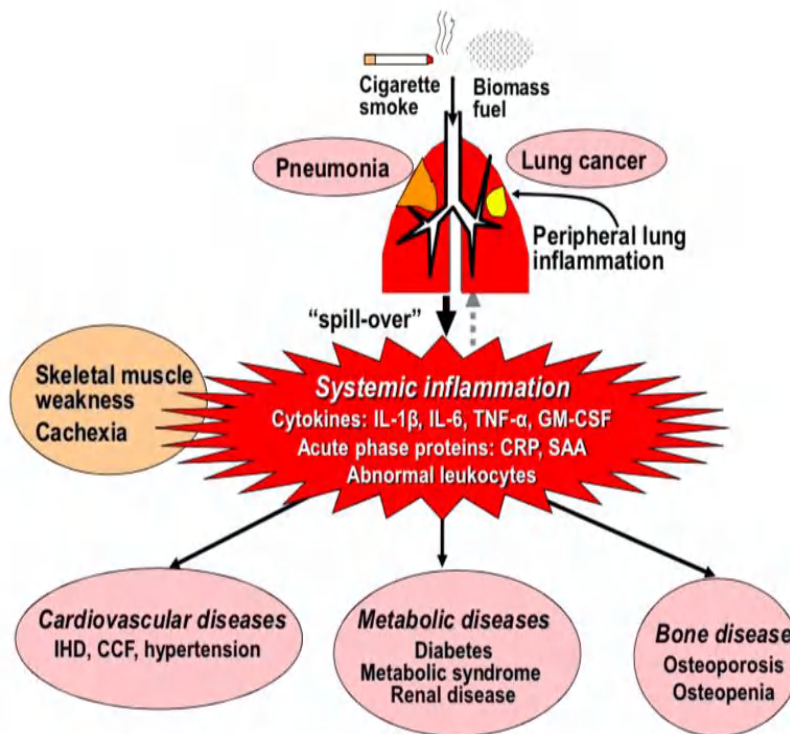 Cigarette
smoke
Biomass
fuel
Pneumonia
Lung cancer
Peripheral lung
inflammation
“spill-over”
Skeletal muscle
weakness
Cachexia
Systemic inflammation
Cytokines: IL-1β, IL-6, TNF-α, GM-CSF
Acute phase proteins: CRP, SAA
Abnormal leukocytes
Cardiovascular diseases
IHD, CCF, hypertension
Metabolic diseases
Diabetes
Metabolic syndrome
Renal disease
Bone disease
Osteoporosis
Osteopenia